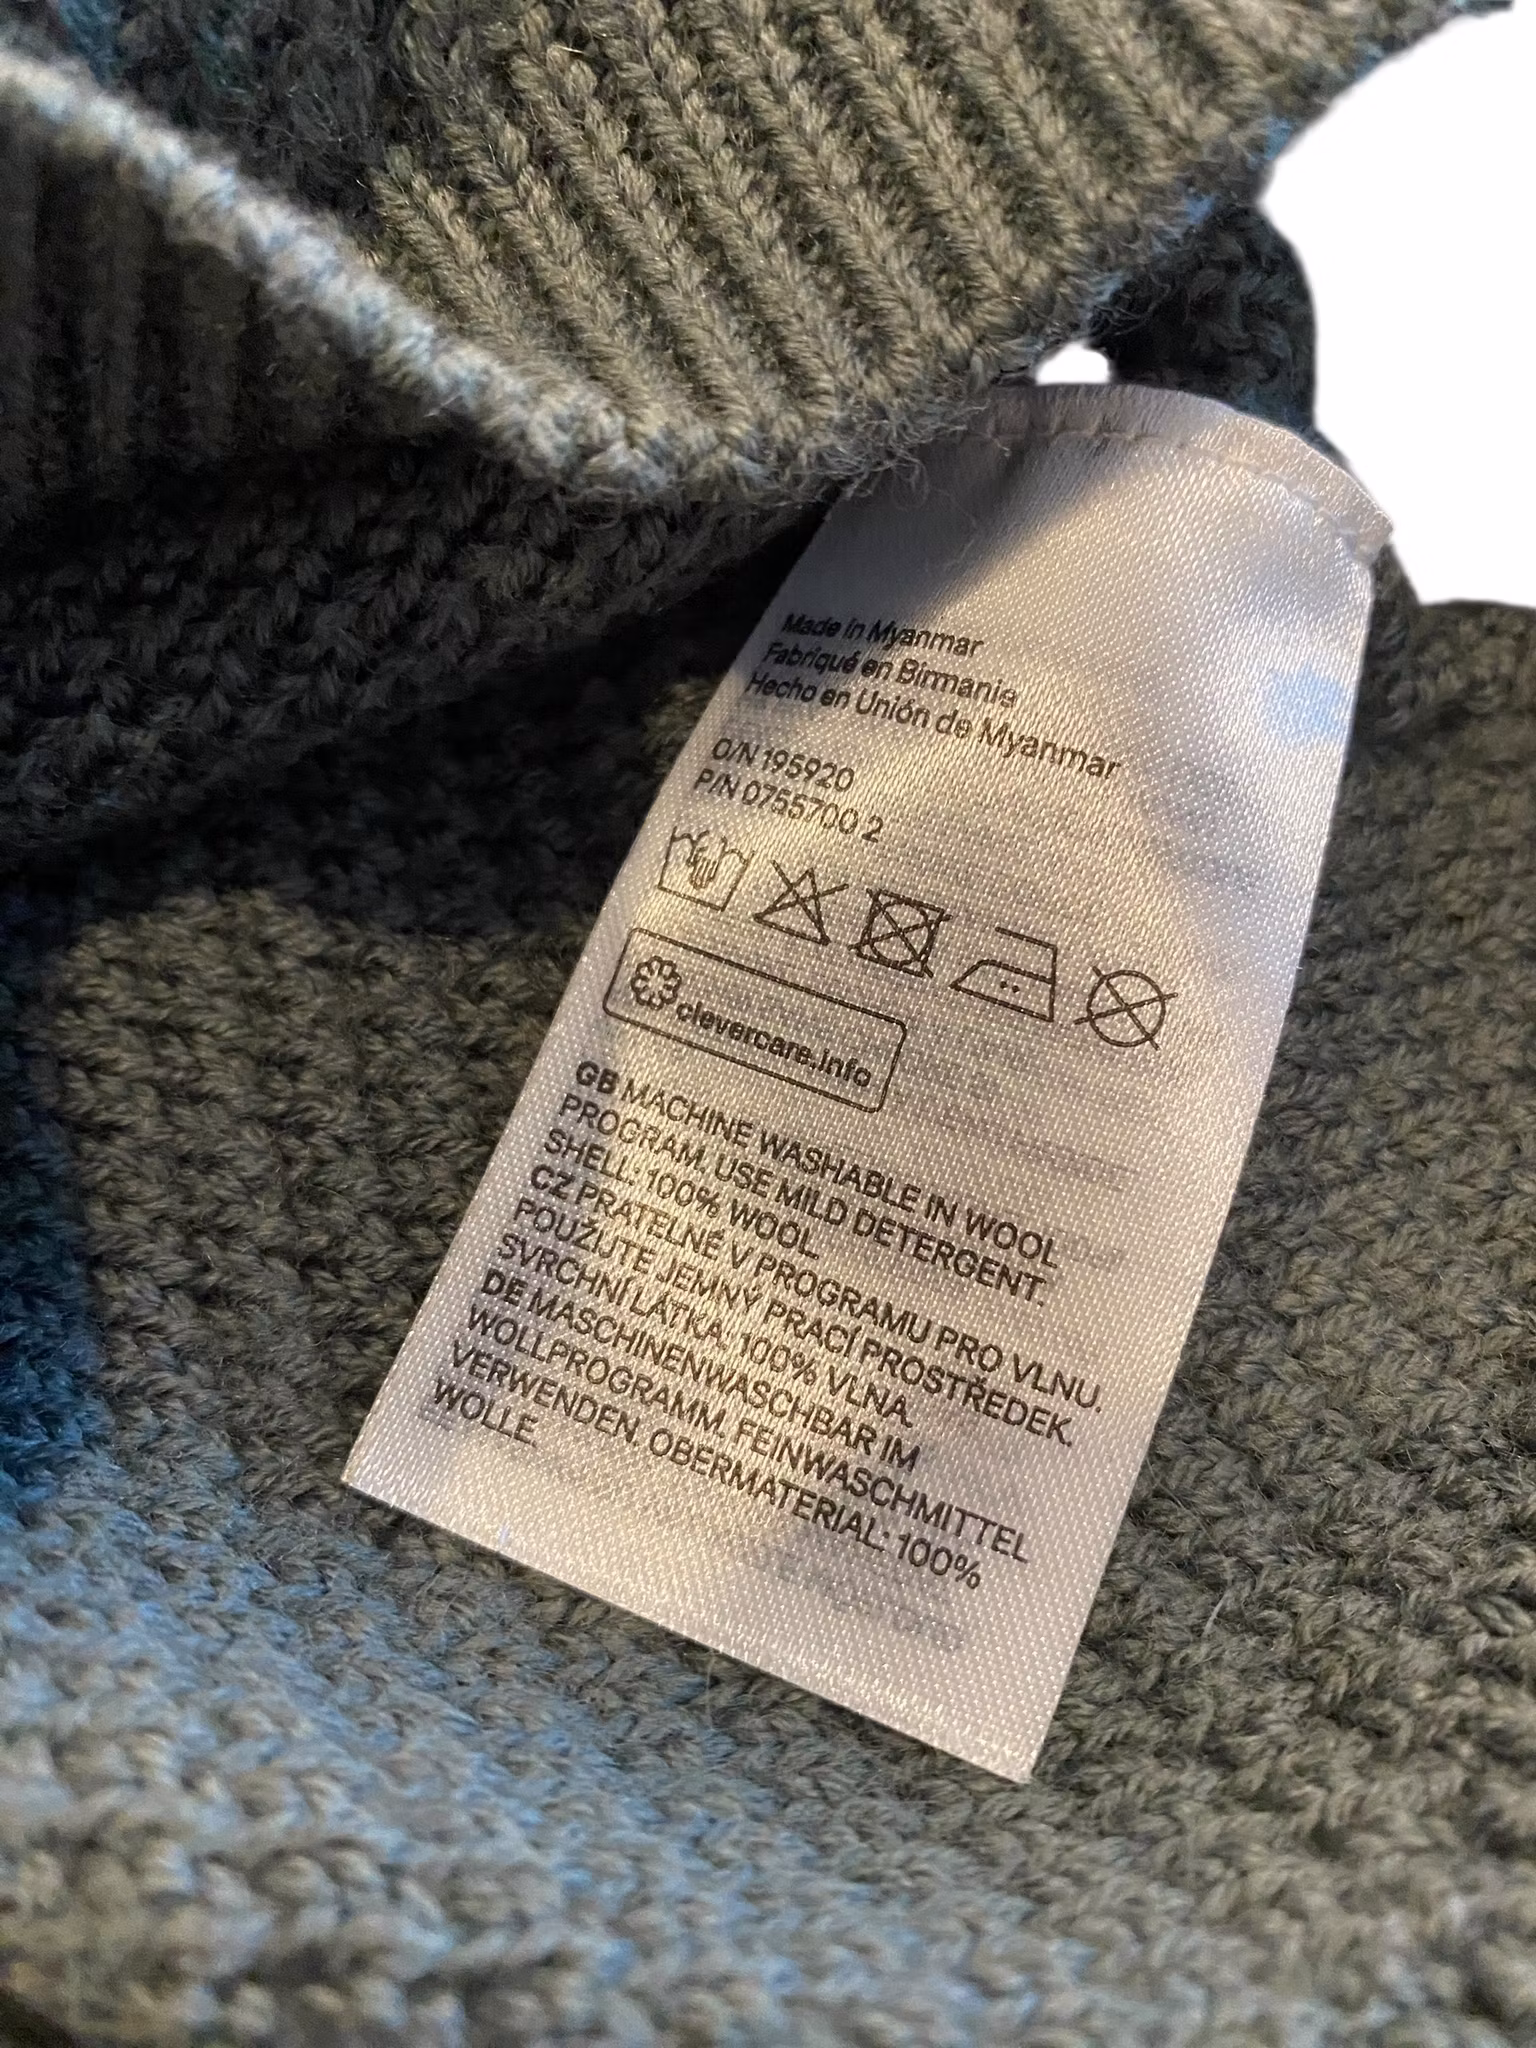 Made in Myanmar
Fabriqué en Birmanie
Hecho en Unión de Myanmar
O/N 195920
P/N 0755700 2
clevercare.info
GB MACHINE WASHABLE IN WOOL
PROGRAM. USE MILD DETERGENT.
SHELL: 100% WOOL
CZ PRATELNÉ V PROGRAMU PRO VLNU.
POUŽIJTE JEMNÝ PRACÍ PROSTŘEDEK.
SVRCHNÍ LÁTKA: 100% VLNA.
DE MASCHINENWASCHBAR IM
WOLLPROGRAMM. FEINWASCHMITTEL
VERWENDEN. OBERMATERIAL: 100%
WOLLE.